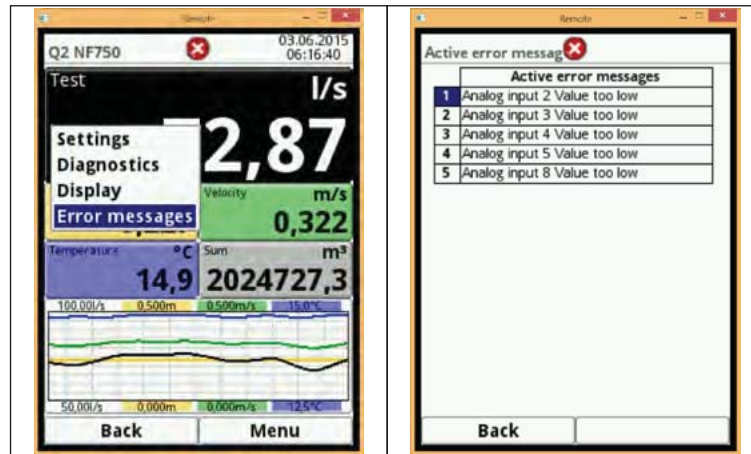 Remote
Q2 NF750
03.06.2015
06:16:40
Test
l/s
2,87
Settings
Diagnostics
Display
Error messages
Velocity m/s
0,322
Temperature °C
14,9
Sum m³
2024727,3
100,00l/s 0,500m 0,500m/s 15,0°C
50,00l/s 0,000m 0,000m/s 12,5°C
Back Menu
Remote
Active error messag
Active error messages
1 Analog input 2 Value too low
2 Analog input 3 Value too low
3 Analog input 4 Value too low
4 Analog input 5 Value too low
5 Analog input 8 Value too low
Back